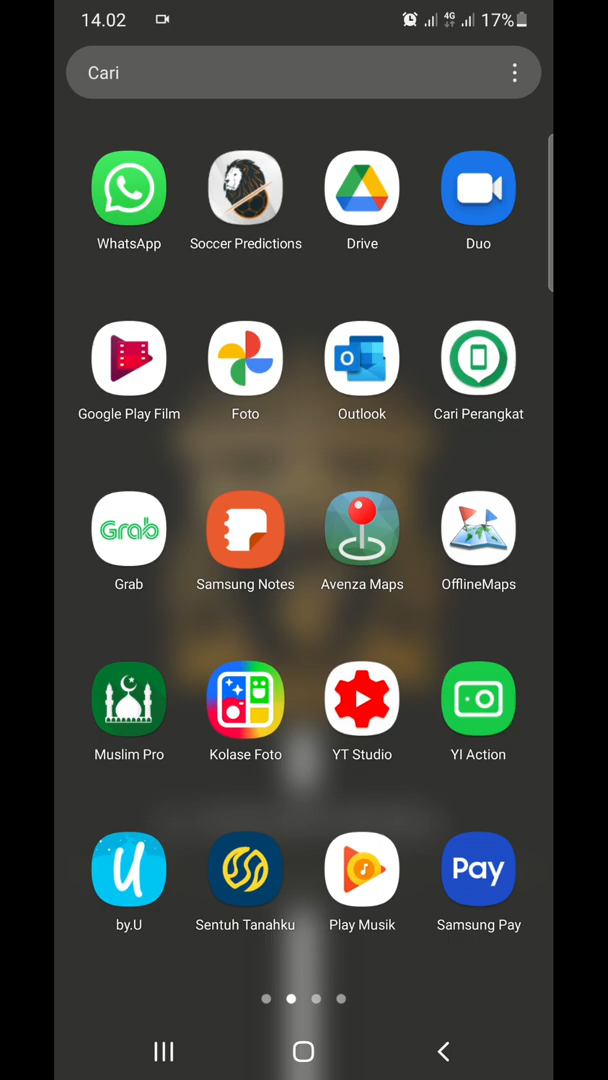 14.02 4G 17%
Cari
WhatsApp Soccer Predictions Drive Duo
Google Play Film Foto Outlook Cari Perangkat
Grab
Grab Samsung Notes Avenza Maps OfflineMaps
Muslim Pro Kolase Foto YT Studio YI Action
U Pay
by.U Sentuh Tanahku Play Musik Samsung Pay